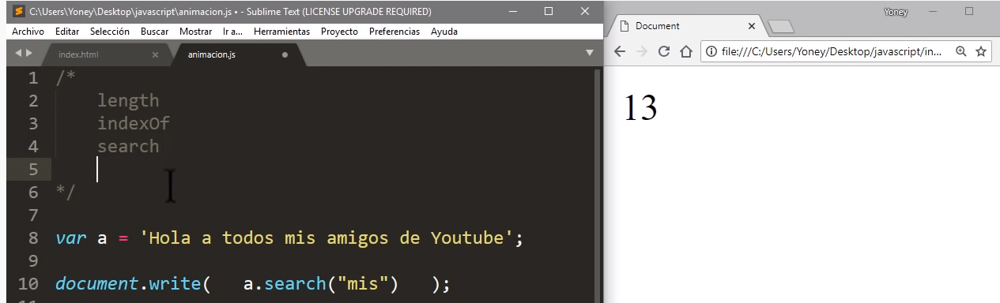 C:\Users\Yoney\Desktop\javascript\animacion.js • - Sublime Text (LICENSE UPGRADE REQUIRED)
Archivo Editar Selección Buscar Mostrar Ir a... Herramientas Proyecto Preferencias Ayuda
index.html animacion.js
1 /*
2 length
3 indexOf
4 search
5
6 */
7
8 var a = 'Hola a todos mis amigos de Youtube';
9
10 document.write( a.search("mis") );
11
Yoney
Document
file:///C:/Users/Yoney/Desktop/javascript/in...
13